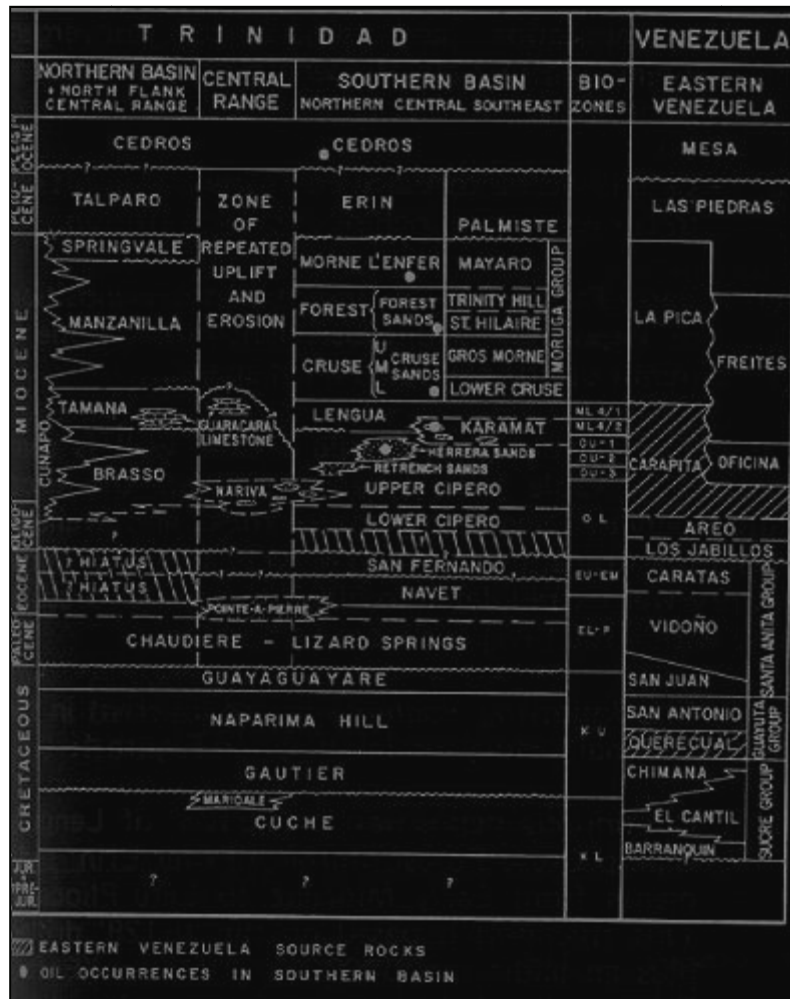 TRINIDAD
VENEZUELA
NORTHERN BASIN
+ NORTH FLANK
CENTRAL RANGE
CENTRAL
RANGE
SOUTHERN BASIN
NORTHERN CENTRAL SOUTHEAST
BIO-
ZONES
EASTERN
VENEZUELA
CEDROS
CEDROS
MESA
TALPARO
ZONE
OF
REPEATED
UPLIFT
AND
EROSION
ERIN
PALMISTE
LAS PIEDRAS
MIOCENE
SPRINGVALE
MORNE L'ENFER
MAYARO
MORUGA GROUP
MANZANILLA
FOREST
FOREST
SANDS
TRINITY HILL
ST. HILAIRE
LA PICA
FREITES
CRUSE
U
M
L
CRUSE
SANDS
GROS MORNE
LOWER CRUSE
CUNAPO
TAMANA
GUARACARA
LIMESTONE
LENGUA
KARAMAT
ML 4/1
ML 4/2
BRASSO
HERRERA SANDS
RETRENCH SANDS
CU-1
CU-2
CU-3
CARAPITA
OFICINA
NARIVA
UPPER CIPERO
LOWER CIPERO
OL
AREO
LOS JABILLOS
OLIGO-
CENE
?
EOCENE
? HIATUS
? HIATUS
SAN FERNANDO
NAVET
EU-EM
CARATAS
SANTA ANITA GROUP
POINTE-A-PIERRE
PALEO-
CENE
CHAUDIERE - LIZARD SPRINGS
EL-P
VIDOÑO
CRETACEOUS
GUAYAGUAYARE
SAN JUAN
NAPARIMA HILL
KU
SAN ANTONIO
QUERECUAL
GUAYUTA
GROUP
GAUTIER
CHIMANA
EL CANTIL
BARRANQUIN
SUCRE GROUP
MARIDALE
CUCHE
KL
JUR.
? ? ?
EASTERN VENEZUELA SOURCE ROCKS
OIL OCCURRENCES IN SOUTHERN BASIN